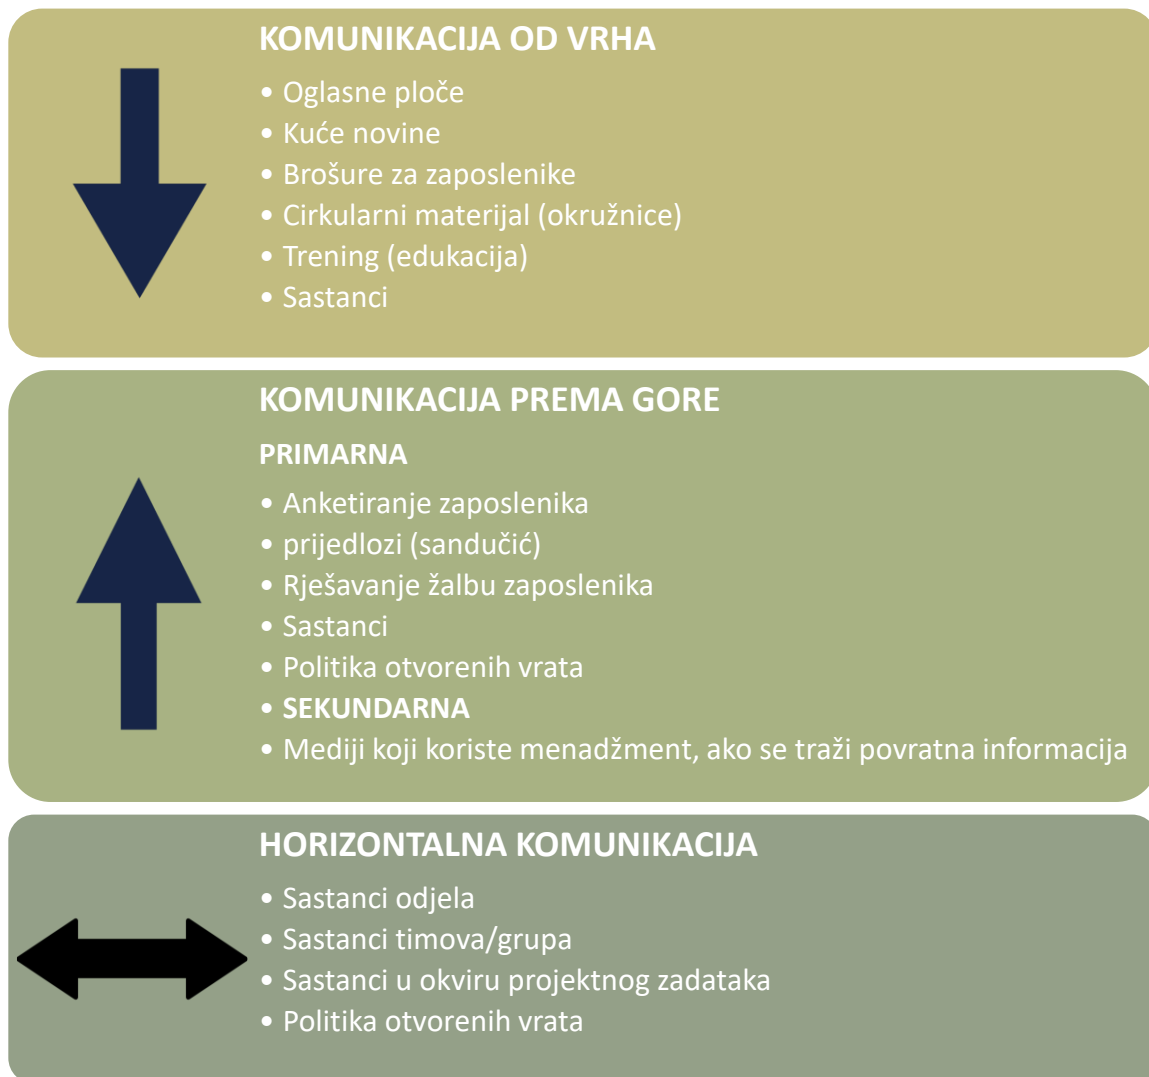 KOMUNIKACIJA OD VRHA
• Oglasne ploče
• Kuće novine
• Brošure za zaposlenike
• Cirkularni materijal (okružnice)
• Trening (edukacija)
• Sastanci
KOMUNIKACIJA PREMA GORE
PRIMARNA
• Anketiranje zaposlenika
• prijedlozi (sandučić)
• Rješavanje žalbu zaposlenika
• Sastanci
• Politika otvorenih vrata
• SEKUNDARNA
• Mediji koji koriste menadžment, ako se traži povratna informacija
HORIZONTALNA KOMUNIKACIJA
• Sastanci odjela
• Sastanci timova/grupa
• Sastanci u okviru projektnog zadataka
• Politika otvorenih vrata